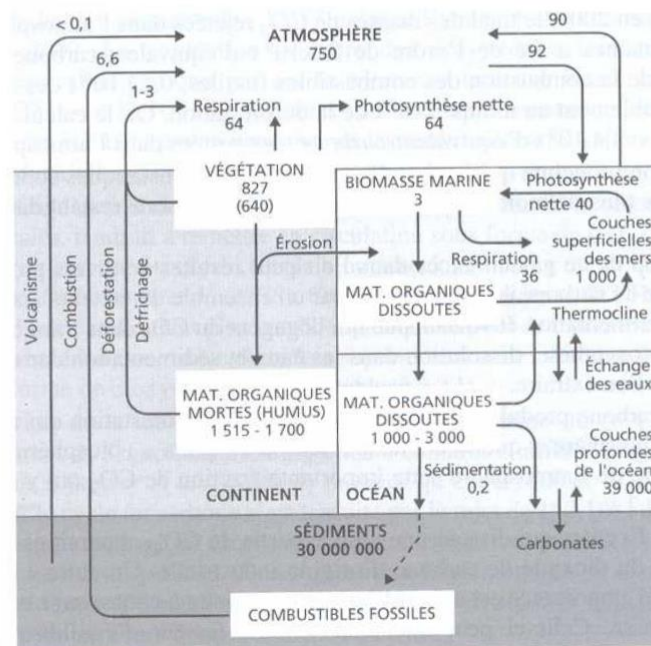 < 0,1
6,6
1-3
ATMOSPHÈRE
750
90
92
Respiration
64
Photosynthèse nette
64
VÉGÉTATION
827
(640)
BIOMASSE MARINE
3
Photosynthèse
nette 40
Érosion
Respiration
36
Couches
superficielles
des mers
1 000
MAT. ORGANIQUES
DISSOUTES
Thermocline
Volcanisme
Combustion
Déforestation
Défrichage
MAT. ORGANIQUES
MORTES (HUMUS)
1 515 - 1 700
MAT. ORGANIQUES
DISSOUTES
1 000 - 3 000
Échange
des eaux
Couches
profondes
de l'océan
39 000
Sédimentation
0,2
CONTINENT
OCÉAN
Carbonates
SÉDIMENTS
30 000 000
COMBUSTIBLES FOSSILES